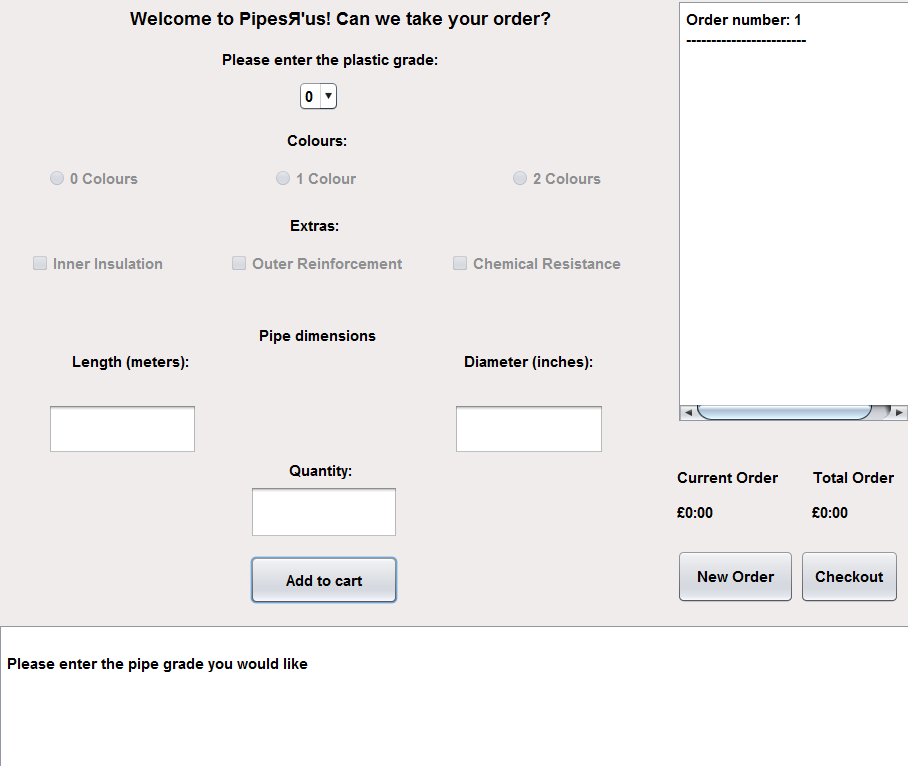 Welcome to PipesЯ'us! Can we take your order?
Please enter the plastic grade:
0
Colours:
0 Colours 1 Colour 2 Colours
Extras:
Inner Insulation Outer Reinforcement Chemical Resistance
Pipe dimensions
Length (meters): Diameter (inches):
Quantity:
Add to cart
Order number: 1
------------------------
Current Order Total Order
£0:00 £0:00
New Order Checkout
Please enter the pipe grade you would like